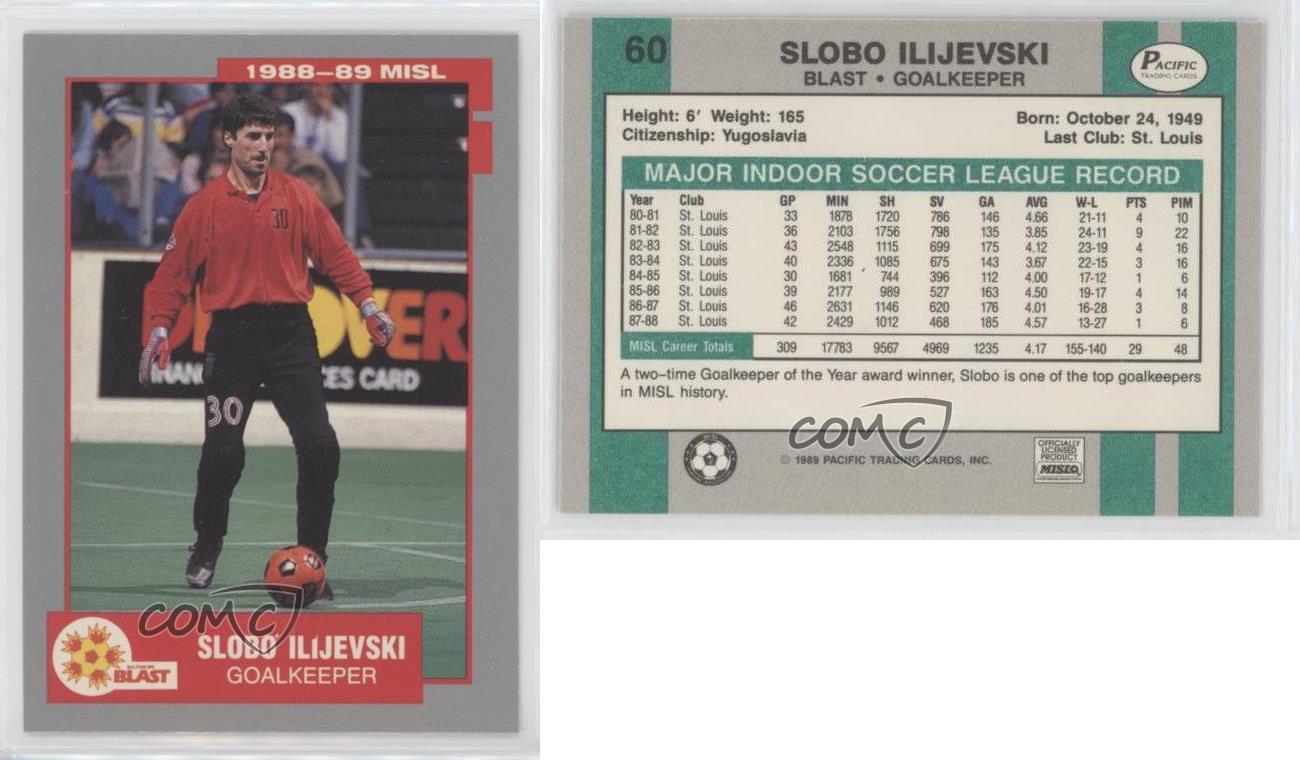 1988-89 MISL
30
OVER
CES CARD
30
COMC
SLOBO ILIJEVSKI
GOALKEEPER
BALTIMORE
BLAST
60
SLOBO ILIJEVSKI
BLAST • GOALKEEPER
PACIFIC
TRADING CARDS
Height: 6' Weight: 165 Born: October 24, 1949
Citizenship: Yugoslavia Last Club: St. Louis
MAJOR INDOOR SOCCER LEAGUE RECORD
Year Club GP MIN SH SV GA AVG W-L PTS PIM
80-81 St. Louis 33 1878 1720 786 146 4.66 21-11 4 10
81-82 St. Louis 36 2103 1756 798 135 3.85 24-11 9 22
82-83 St. Louis 43 2548 1115 699 175 4.12 23-19 4 16
83-84 St. Louis 40 2336 1085 675 143 3.67 22-15 3 16
84-85 St. Louis 30 1681 744 396 112 4.00 17-12 1 6
85-86 St. Louis 39 2177 989 527 163 4.50 19-17 4 14
86-87 St. Louis 46 2631 1146 620 176 4.01 16-28 3 8
87-88 St. Louis 42 2429 1012 468 185 4.57 13-27 1 6
MISL Career Totals 309 17783 9567 4969 1235 4.17 155-140 29 48
A two-time Goalkeeper of the Year award winner, Slobo is one of the top goalkeepers
in MISL history.
COMC
© 1989 PACIFIC TRADING CARDS, INC.
OFFICIALLY
LICENSED
PRODUCT